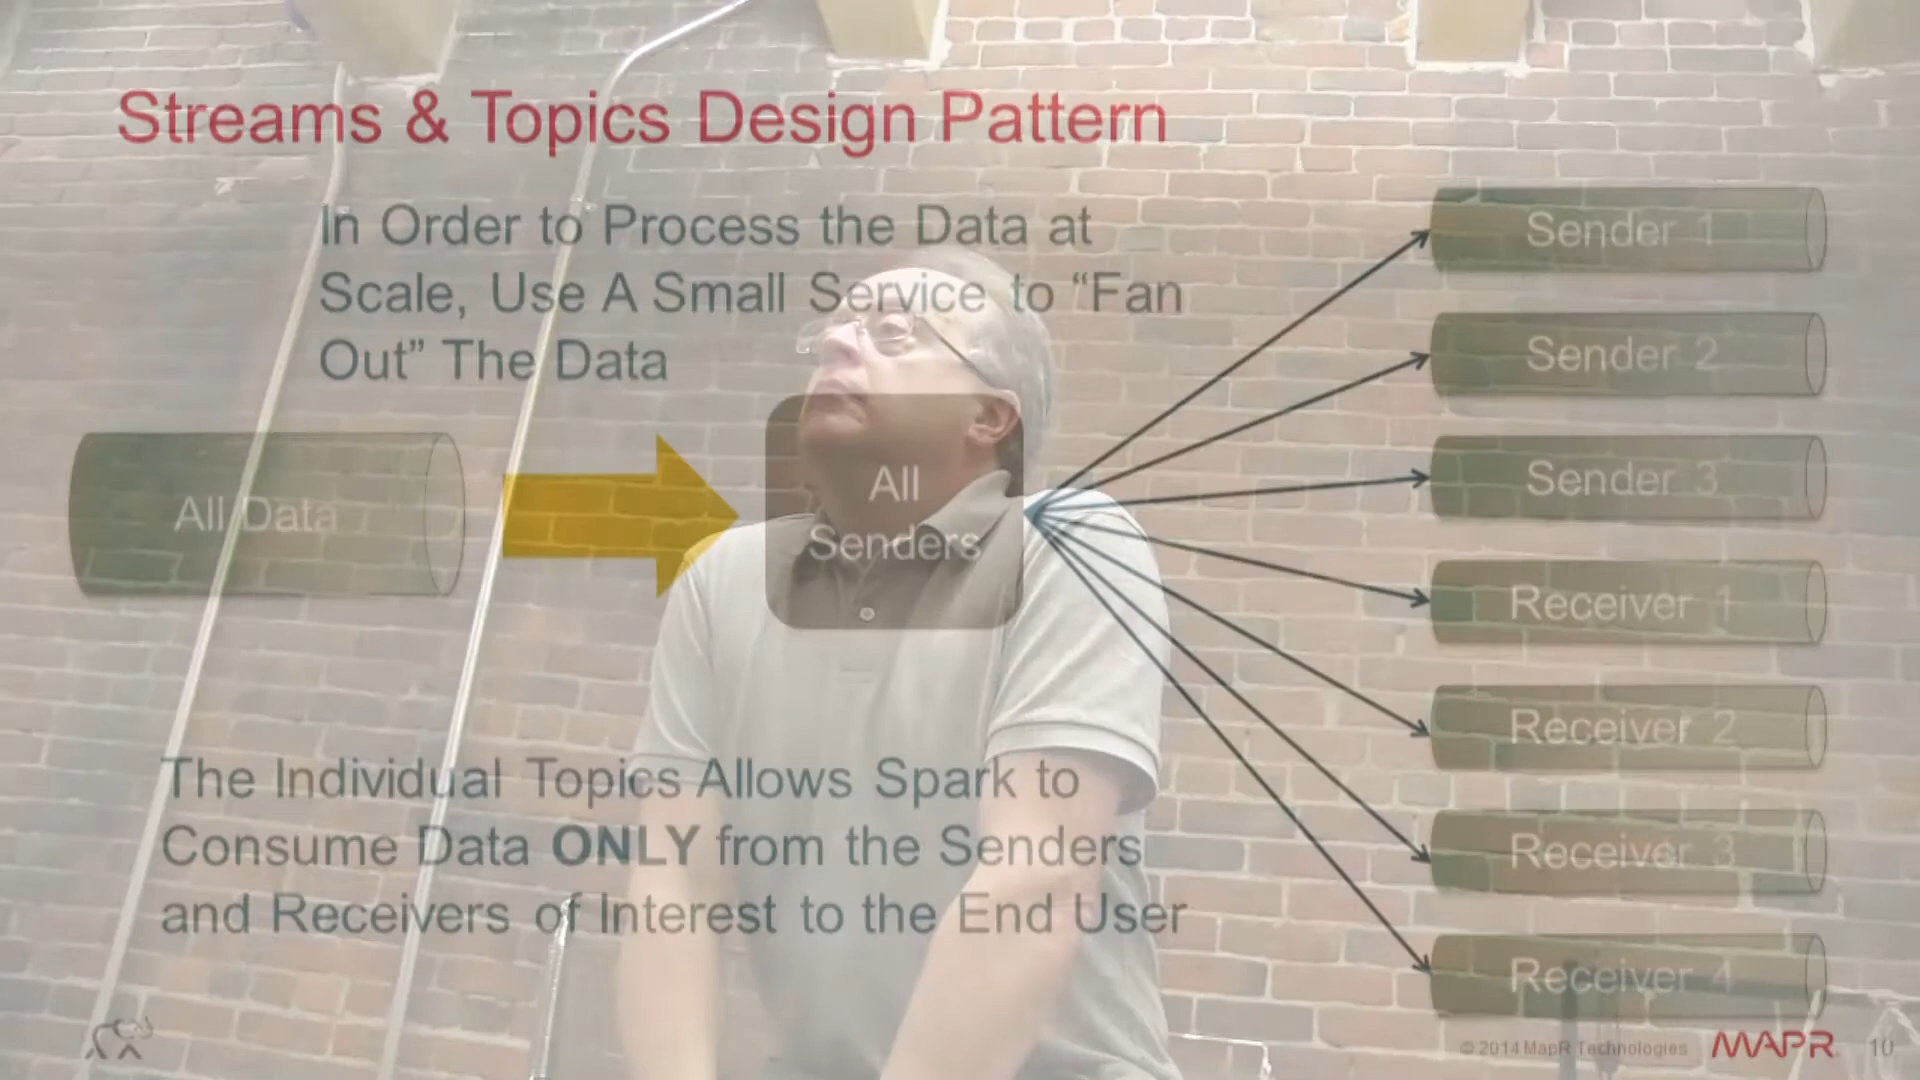 Streams & Topics Design Pattern
In Order to Process the Data at
Scale, Use A Small Service to “Fan
Out” The Data
All Data
All
Senders
Sender 1
Sender 2
Sender 3
Receiver 1
Receiver 2
Receiver 3
Receiver 4
The Individual Topics Allows Spark to
Consume Data ONLY from the Senders
and Receivers of Interest to the End User
© 2014 MapR Technologies
MAPR
10